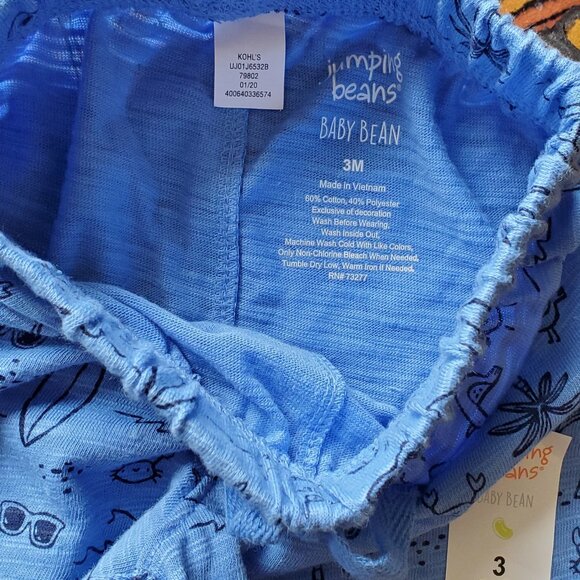 KOHL'S
UJ01J6532B
79802
01/20
400640336574
jumping
beans®
BABY BEAN
3M
Made in Vietnam
60% Cotton, 40% Polyester
Exclusive of decoration
Wash Before Wearing,
Wash Inside Out,
Machine Wash Cold With Like Colors,
Only Non-Chlorine Bleach When Needed,
Tumble Dry Low, Warm Iron if Needed.
RN# 73277
mping
eans®
BABY BEAN
3